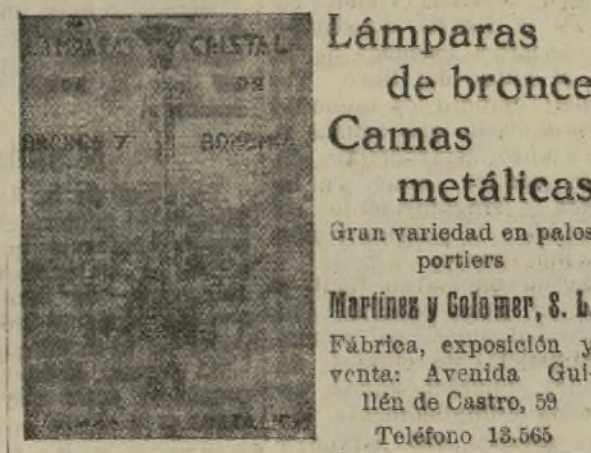 LAMPARAS Y CRISTAL
DE DE
BRONCE Y BOHEMIA
Lámparas
de bronce
Camas
metálicas
Gran variedad en palos
portiers
Martínez y Colomer, S. L.
Fábrica, exposición y
venta: Avenida Gui-
llén de Castro, 59
Teléfono 13.565